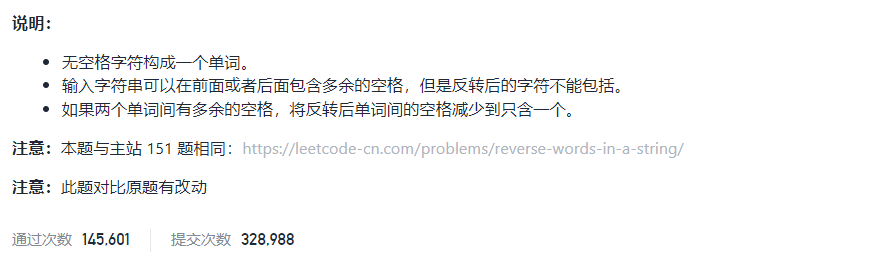 说明：
无空格字符构成一个单词。
输入字符串可以在前面或者后面包含多余的空格，但是反转后的字符不能包括。
如果两个单词间有多余的空格，将反转后单词间的空格减少到只含一个。
注意：本题与主站 151 题相同：https://leetcode-cn.com/problems/reverse-words-in-a-string/
注意：此题对比原题有改动
通过次数 145,601 提交次数 328,988